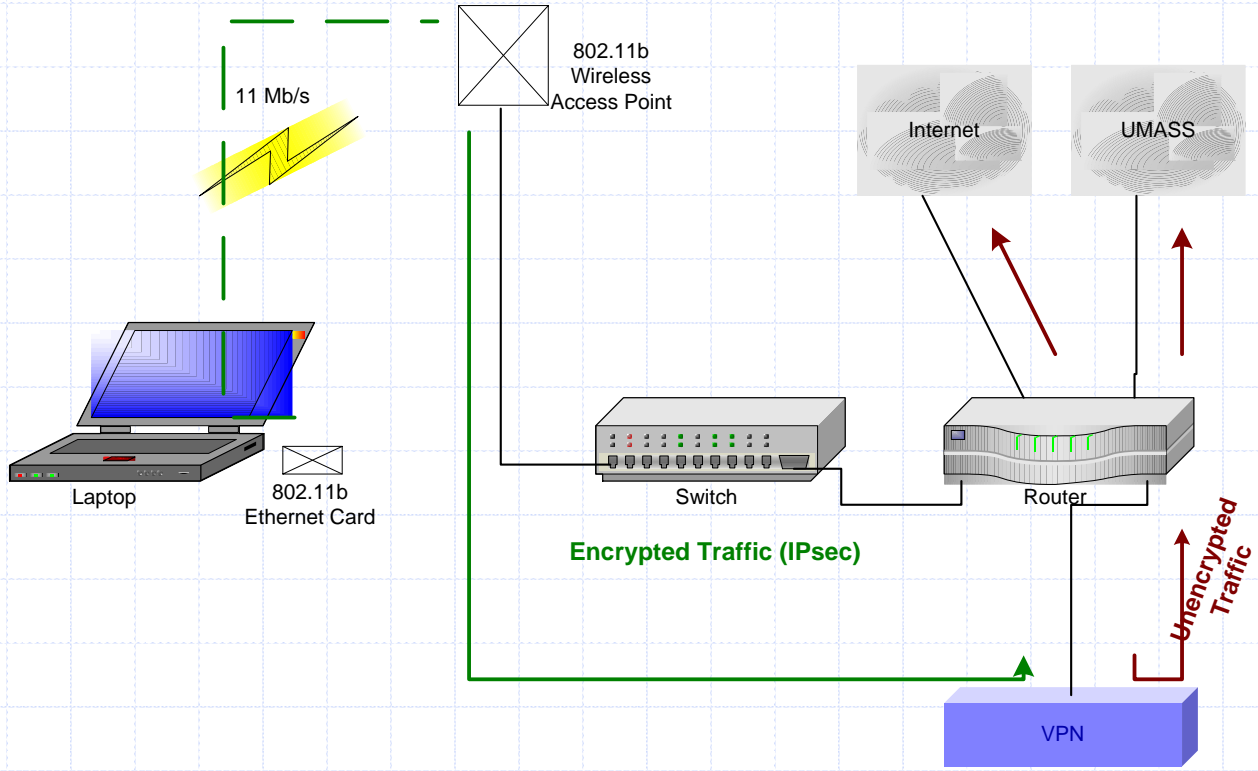 802.11b
Wireless
Access Point
11 Mb/s
Internet
UMASS
Laptop
802.11b
Ethernet Card
Switch
Router
Encrypted Traffic (IPsec)
Unencrypted
Traffic
VPN